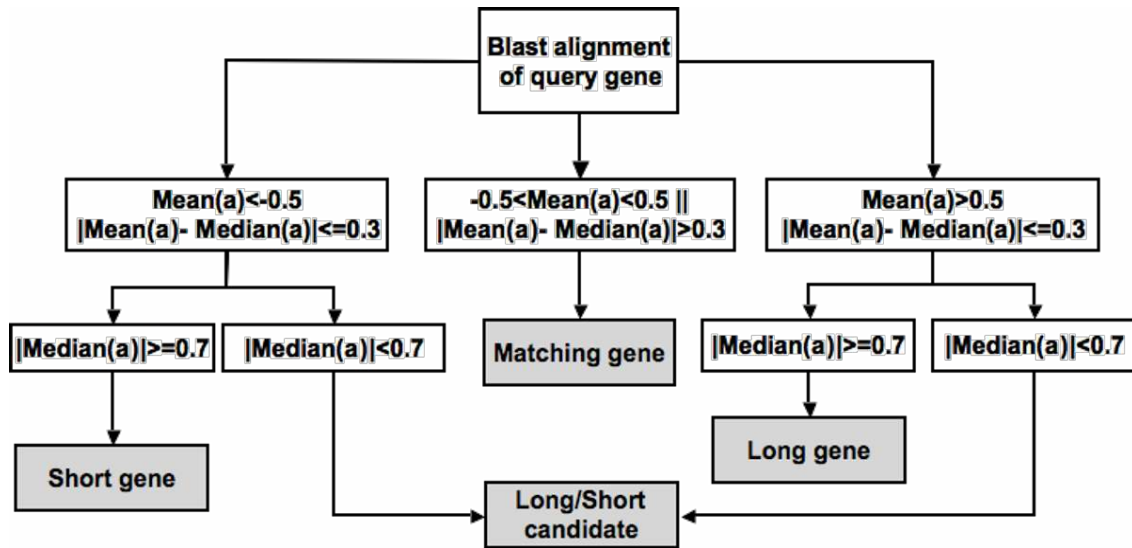 Blast alignment
of query gene
Mean(a)<-0.5
|Mean(a)- Median(a)|<=0.3
-0.5<Mean(a)<0.5 ||
|Mean(a)- Median(a)|>0.3
Mean(a)>0.5
|Mean(a)- Median(a)|<=0.3
|Median(a)|>=0.7
|Median(a)|<0.7
Matching gene
|Median(a)|>=0.7
|Median(a)|<0.7
Short gene
Long gene
Long/Short
candidate